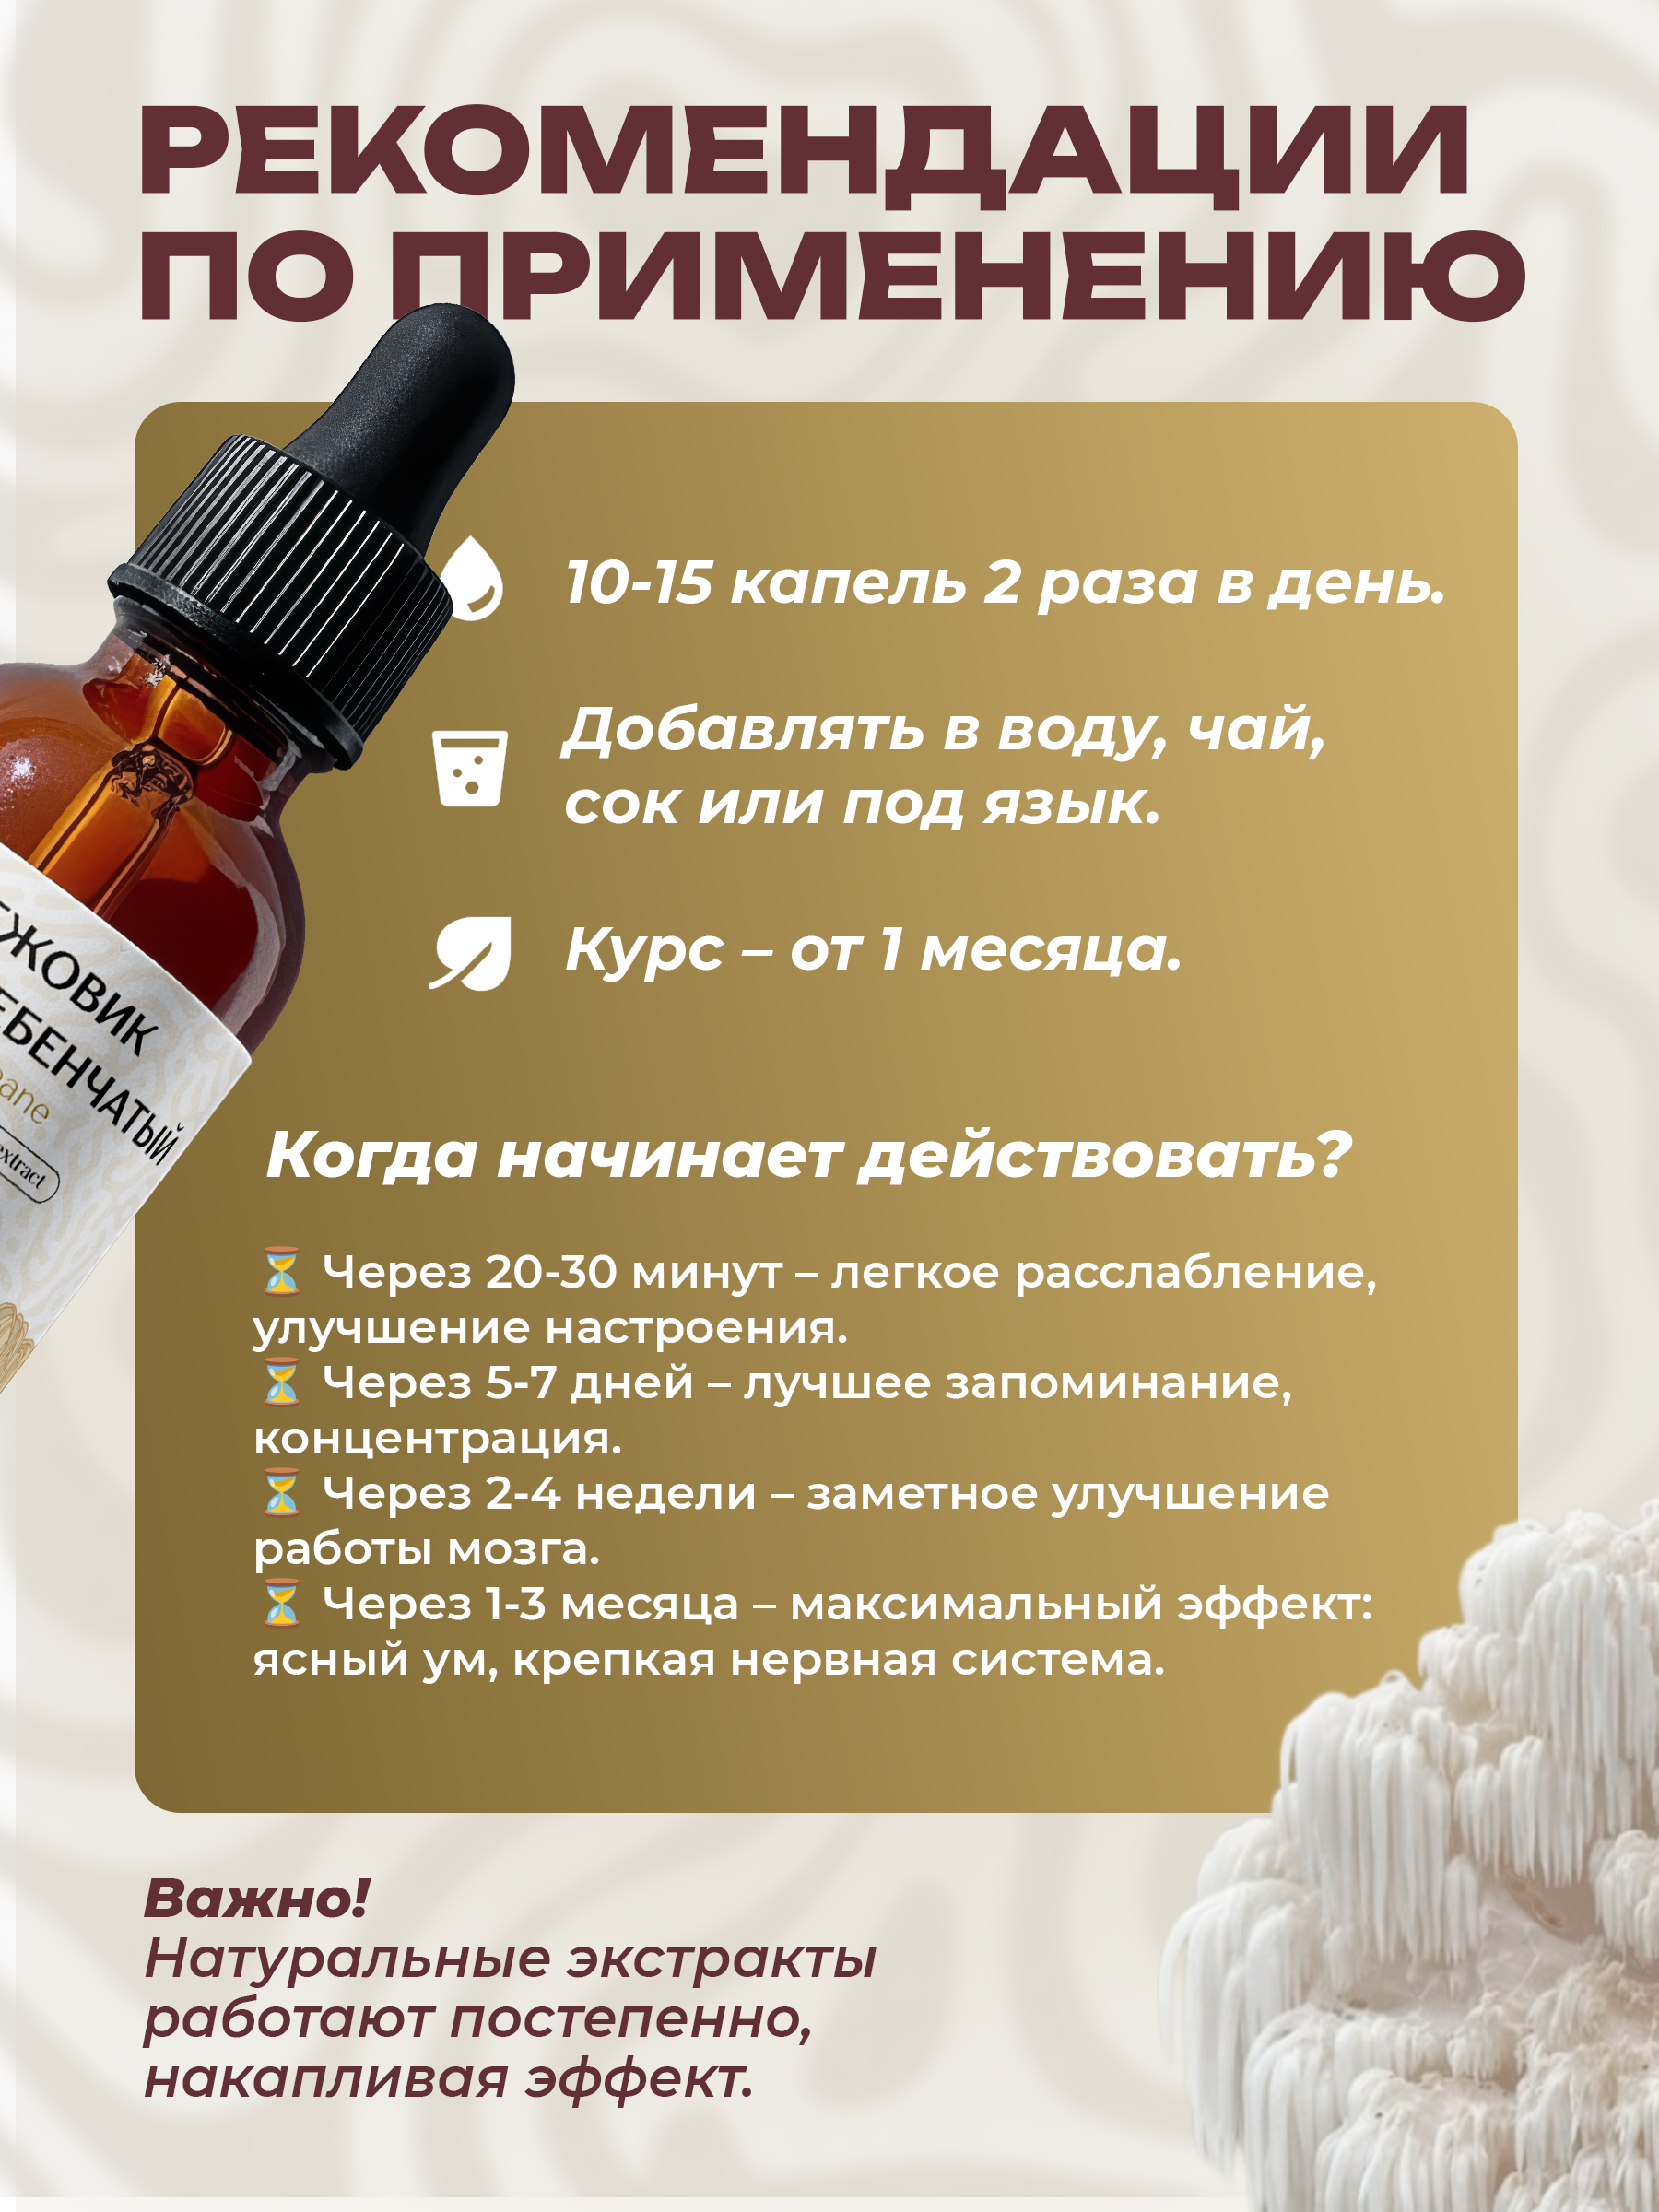 РЕКОМЕНДАЦИИ
ПО ПРИМЕНЕНИЮ
10-15 капель 2 раза в день.
Добавлять в воду, чай,
сок или под язык.
Курс – от 1 месяца.
Когда начинает действовать?
⏳ Через 20-30 минут – легкое расслабление,
улучшение настроения.
⏳ Через 5-7 дней – лучшее запоминание,
концентрация.
⏳ Через 2-4 недели – заметное улучшение
работы мозга.
⏳ Через 1-3 месяца – максимальный эффект:
ясный ум, крепкая нервная система.
Важно!
Натуральные экстракты
работают постепенно,
накапливая эффект.